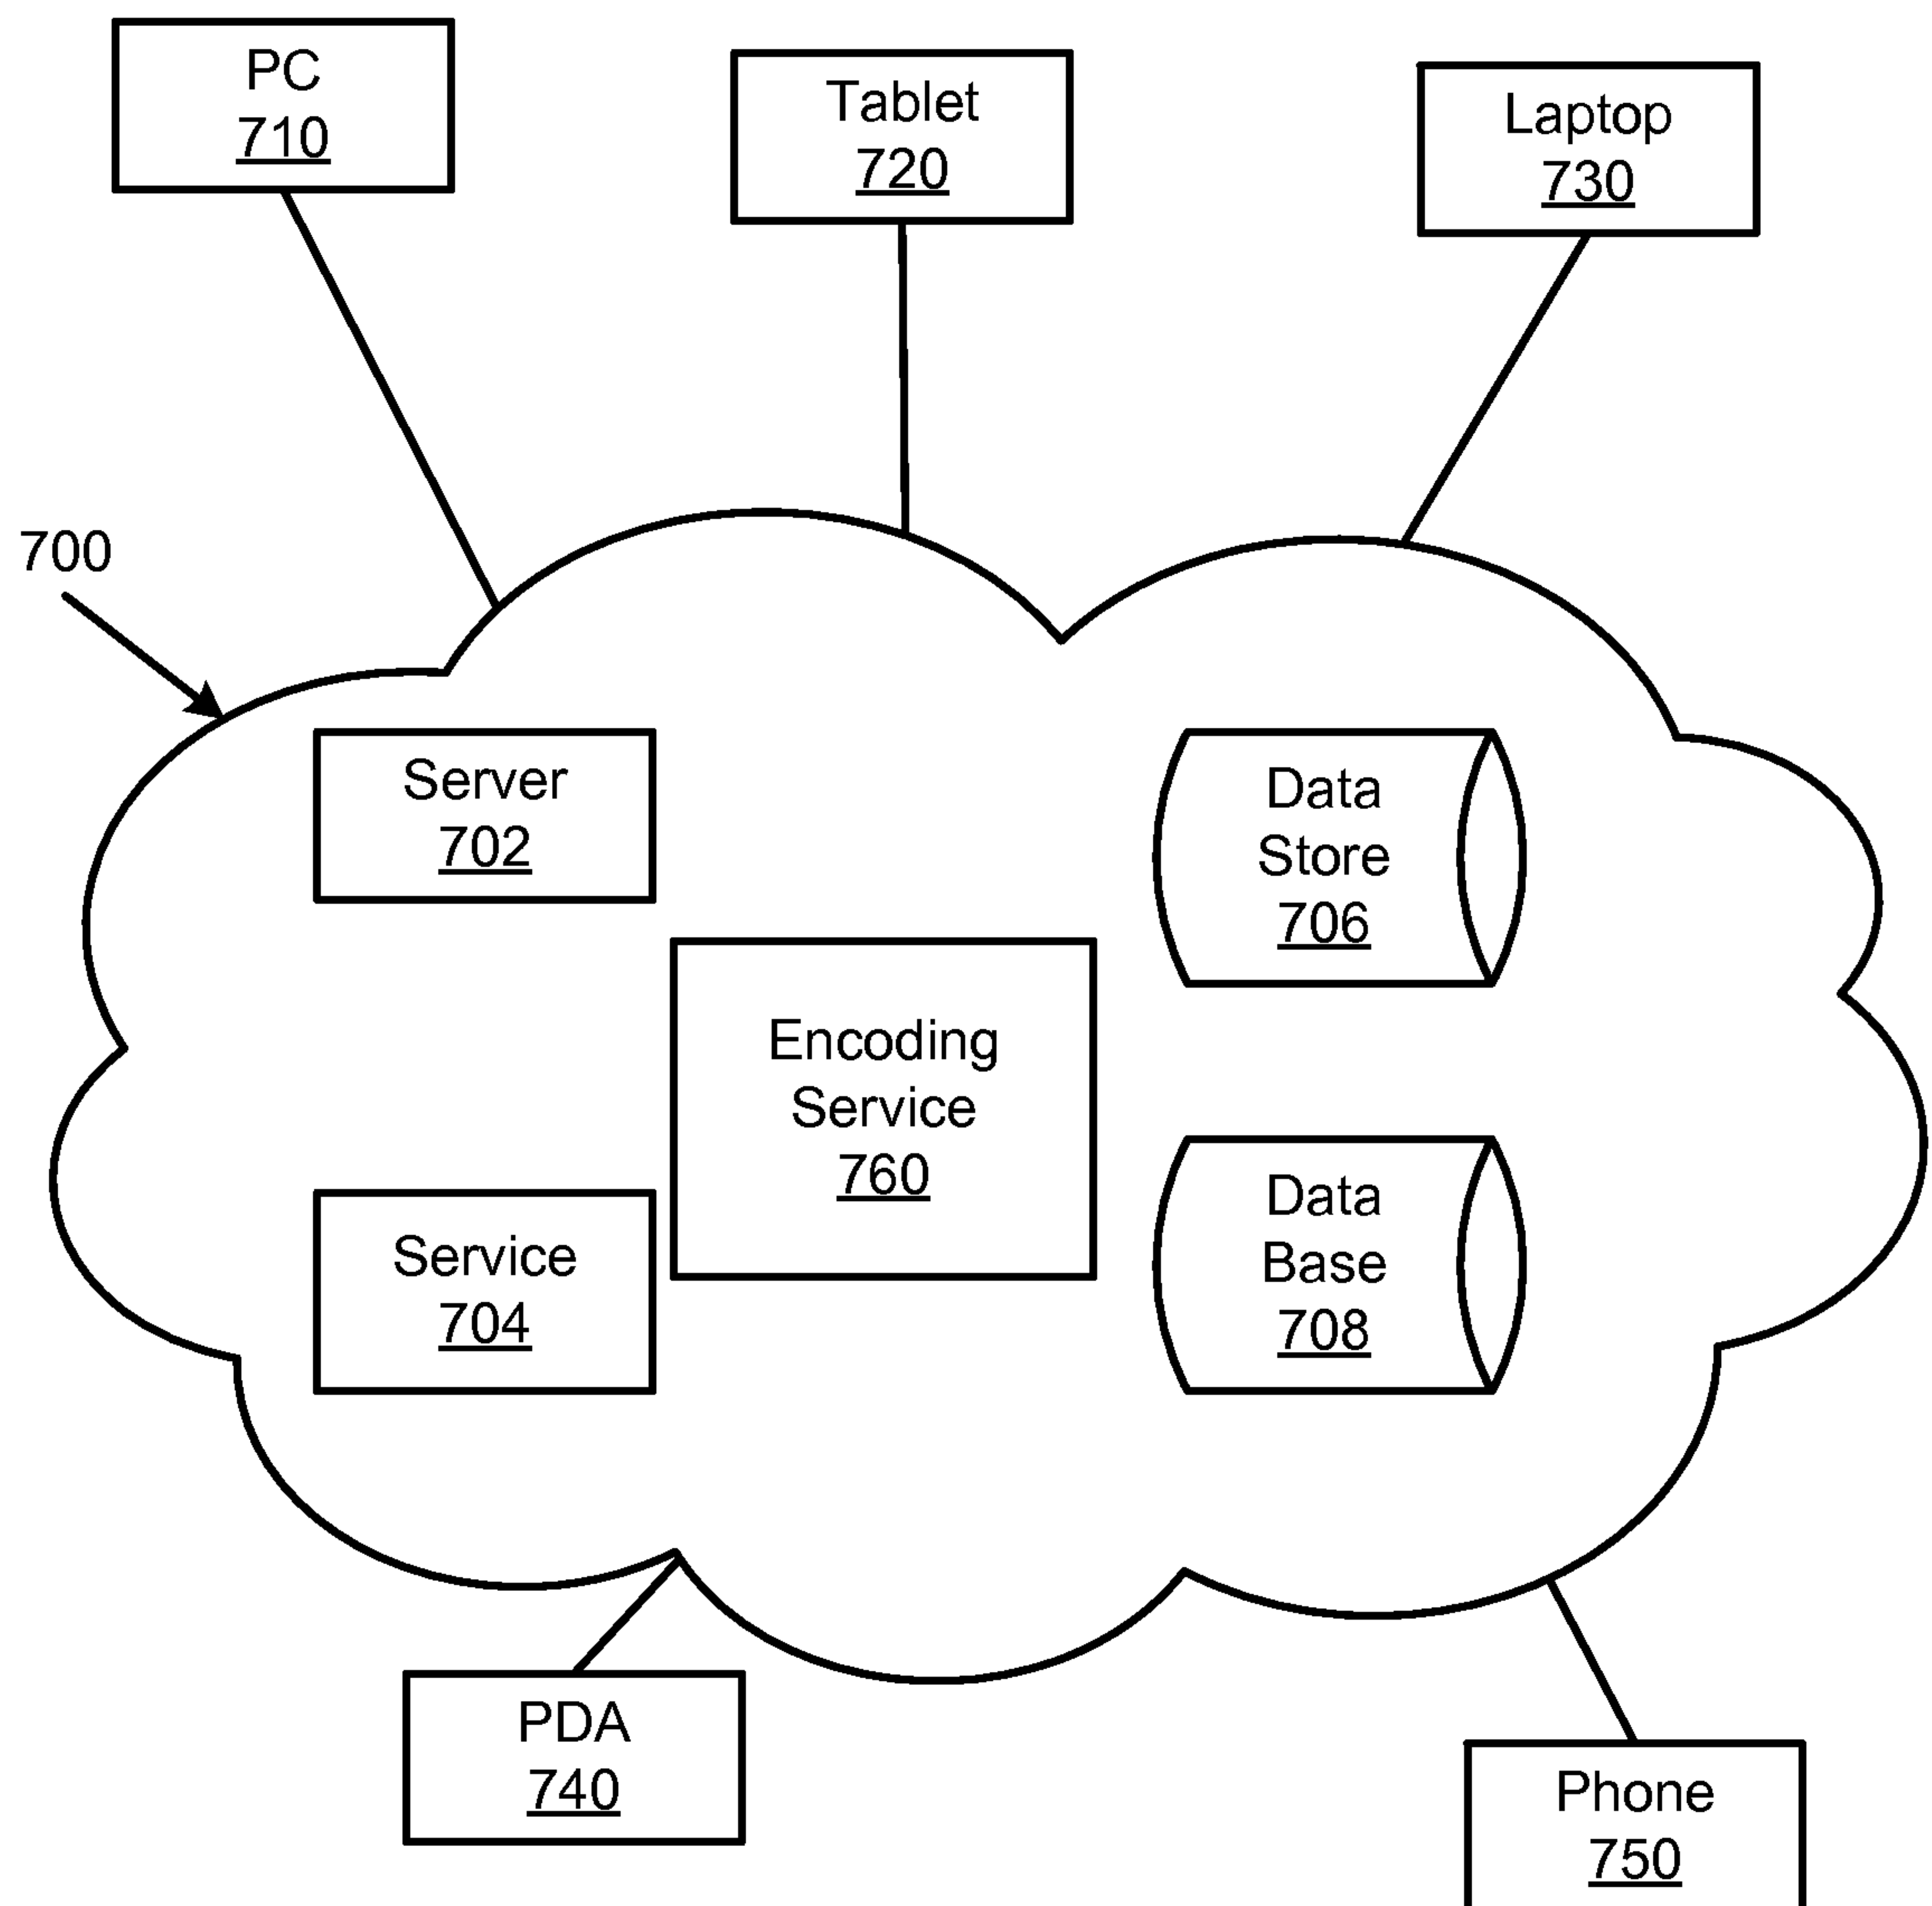 PC
710
Tablet
720
Laptop
730
700
Server
702
Data
Store
706
Encoding
Service
760
Service
704
Data
Base
708
PDA
740
Phone
750